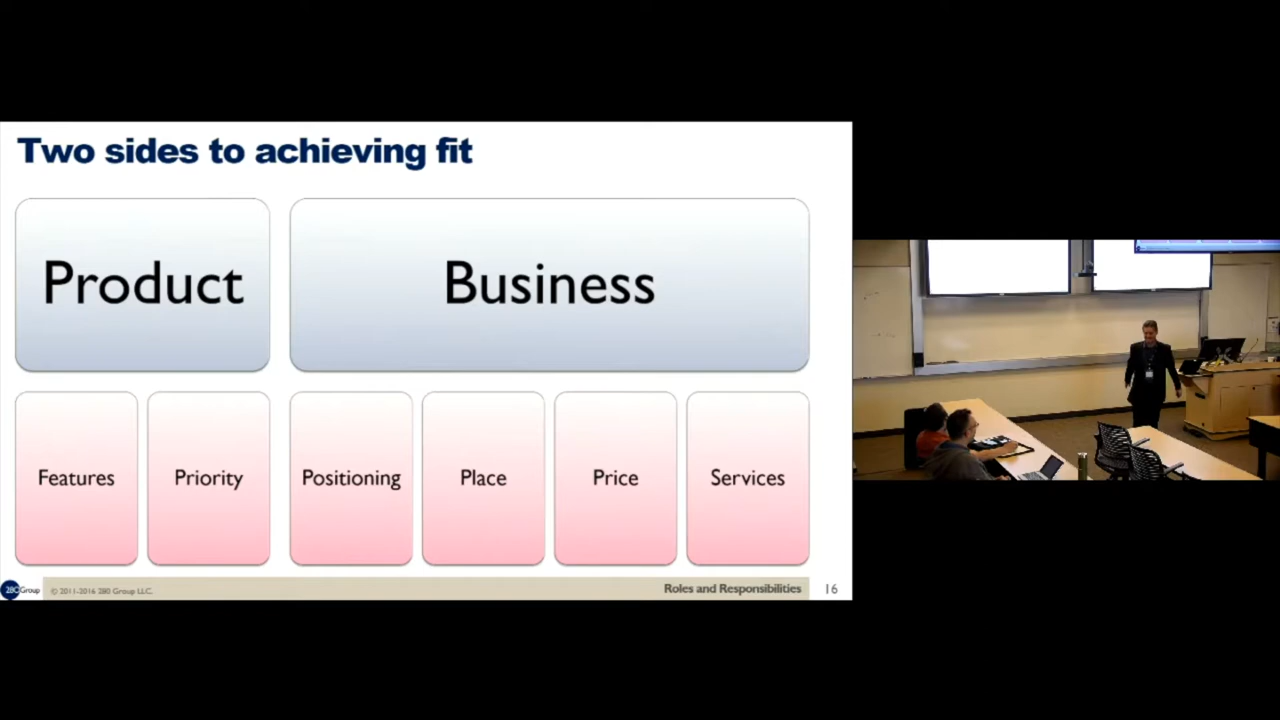 Two sides to achieving fit
Product
Business
Features
Priority
Positioning
Place
Price
Services
280 Group
© 2011-2016 280 Group LLC.
Roles and Responsibilities
16